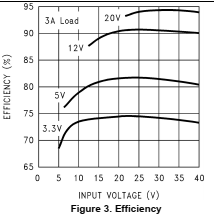 95
90
85
80
75
70
65
EFFICIENCY (%)
3A Load
20V
12V
5V
3.3V
0 5 10 15 20 25 30 35 40
INPUT VOLTAGE (V)
Figure 3. Efficiency